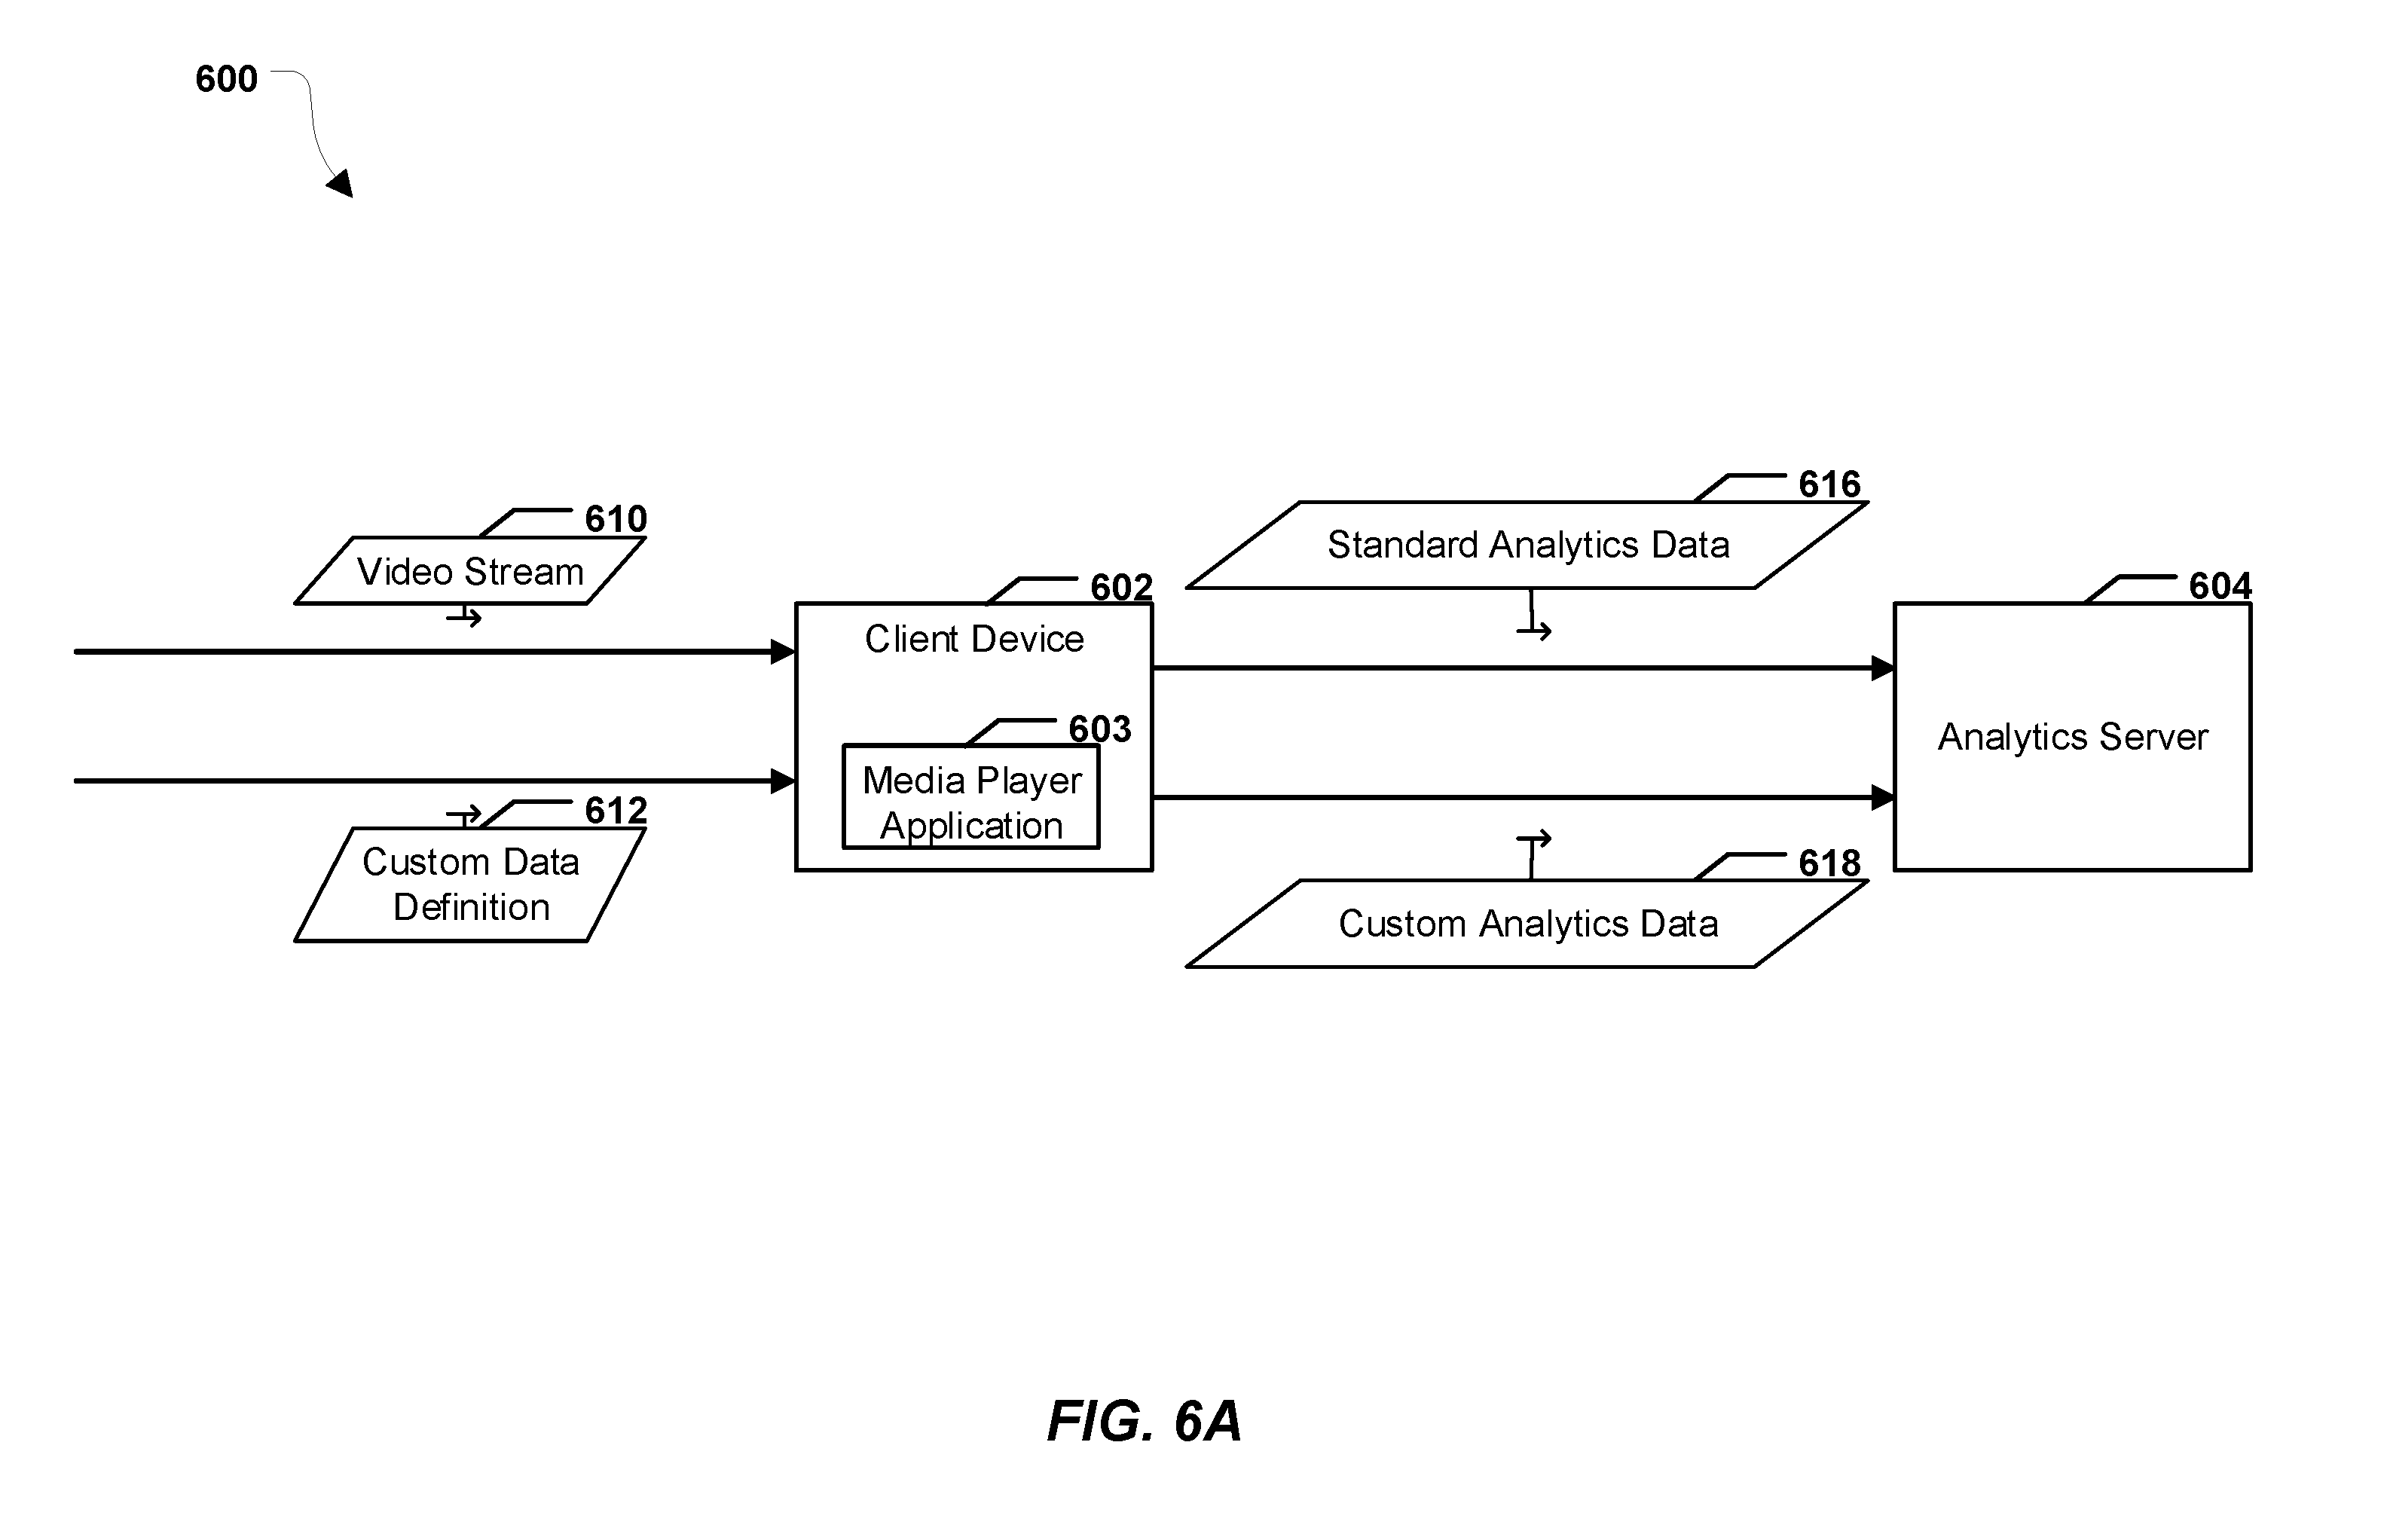 600
610
Video Stream
612
Custom Data
Definition
602
Client Device
603
Media Player
Application
616
Standard Analytics Data
618
Custom Analytics Data
604
Analytics Server
FIG. 6A